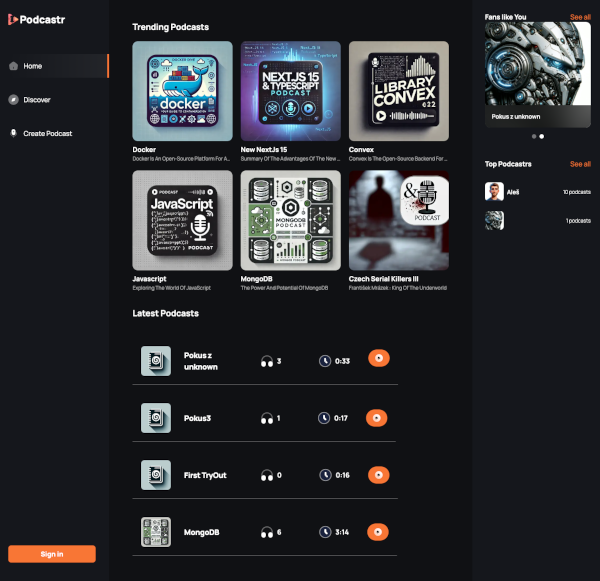 Podcastr
Home
Discover
Create Podcast
Sign in
Trending Podcasts
DOCKER DIVE
docker
YOUR GUIDE TO CONTAINERIZATION
Docker
Docker Is An Open-Source Platform For A...
NEXTJS 15
& TYPESCRIPT
PODCAST
Next.js
New NextJs 15
Summary Of The Advantages Of The New ...
LIBRARY
CONVEX
Convex
Convex Is The Open-Source Backend For ...
PODCAST
JavaScript
PODCAST
Javascript
Exploring The World Of JavaScript
MONGODB
PODCAST
MongoDB
The Power And Potential Of MongoDB
&
PODCAST
Czech Serial Killers III
František Mrázek : King Of The Underworld
Latest Podcasts
Pokus z
unknown
3
0:33
Pokus3
1
0:17
First TryOut
0
0:16
MongoDB
6
3:14
Fans like You
See all
Pokus z unknown
Top Podcastrs
See all
Aleš
10 podcasts
1 podcasts